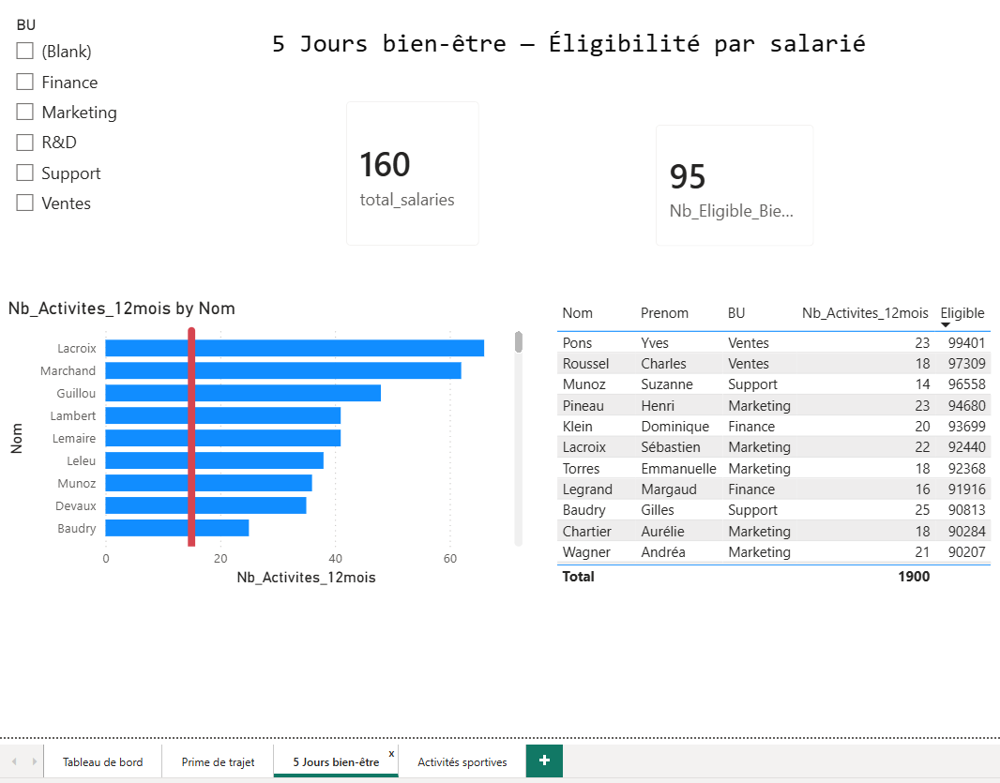 BU
(Blank)
Finance
Marketing
R&D
Support
Ventes
5 Jours bien-être — Éligibilité par salarié
160
total_salaries
95
Nb_Eligible_Bie...
Nb_Activites_12mois by Nom
Nom
Lacroix
Marchand
Guillou
Lambert
Lemaire
Leleu
Munoz
Devaux
Baudry
0 20 40 60
Nb_Activites_12mois
Nom Prenom BU Nb_Activites_12mois Eligible
Pons Yves Ventes 23 99401
Roussel Charles Ventes 18 97309
Munoz Suzanne Support 14 96558
Pineau Henri Marketing 23 94680
Klein Dominique Finance 20 93699
Lacroix Sébastien Marketing 22 92440
Torres Emmanuelle Marketing 18 92368
Legrand Margaud Finance 16 91916
Baudry Gilles Support 25 90813
Chartier Aurélie Marketing 18 90284
Wagner Andréa Marketing 21 90207
Total 1900
Tableau de bord Prime de trajet 5 Jours bien-être x Activités sportives +